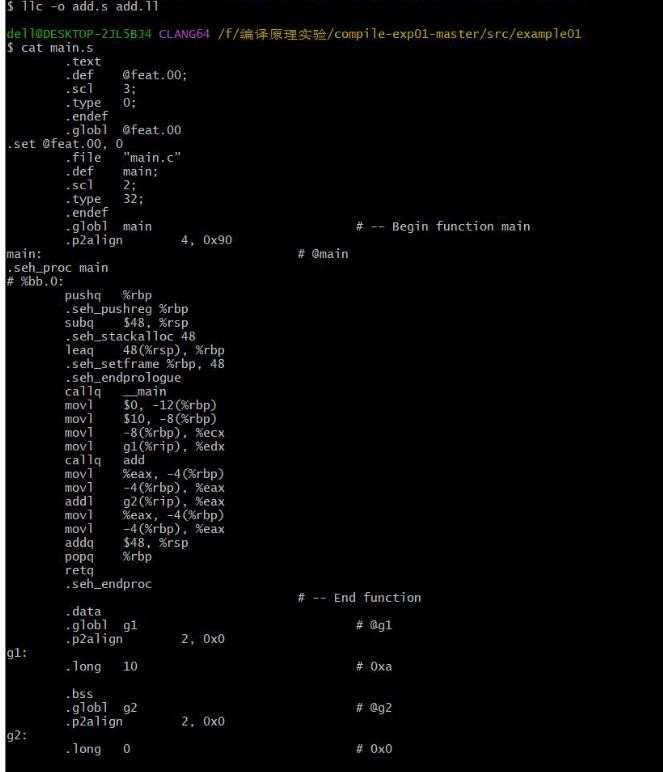 $ llc -o add.s add.ll
dell@DESKTOP-2JL5BJ4 CLANG64 /f/编译原理实验/compile-exp01-master/src/example01
$ cat main.s
.text
.def @feat.00;
.scl 3;
.type 0;
.endef
.globl @feat.00
.set @feat.00, 0
.file "main.c"
.def main;
.scl 2;
.type 32;
.endef
.globl main # -- Begin function main
.p2align 4, 0x90
main: # @main
.seh_proc main
# %bb.0:
pushq %rbp
.seh_pushreg %rbp
subq $48, %rsp
.seh_stackalloc 48
leaq 48(%rsp), %rbp
.seh_setframe %rbp, 48
.seh_endprologue
callq __main
movl $0, -12(%rbp)
movl $10, -8(%rbp)
movl -8(%rbp), %ecx
movl g1(%rip), %edx
callq add
movl %eax, -4(%rbp)
movl -4(%rbp), %eax
addl g2(%rip), %eax
movl %eax, -4(%rbp)
movl -4(%rbp), %eax
addq $48, %rsp
popq %rbp
retq
.seh_endproc
# -- End function
.data
.globl g1 # @g1
.p2align 2, 0x0
g1:
.long 10 # 0xa
.bss
.globl g2 # @g2
.p2align 2, 0x0
g2:
.long 0 # 0x0